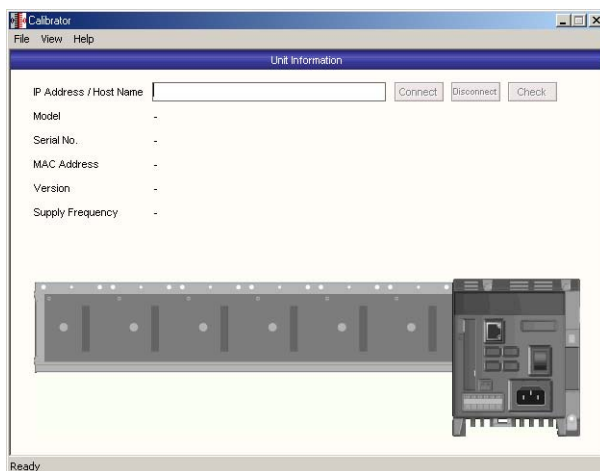 Calibrator
File View Help
Unit Information
IP Address / Host Name Connect Disconnect Check
Model -
Serial No. -
MAC Address -
Version -
Supply Frequency -
Ready